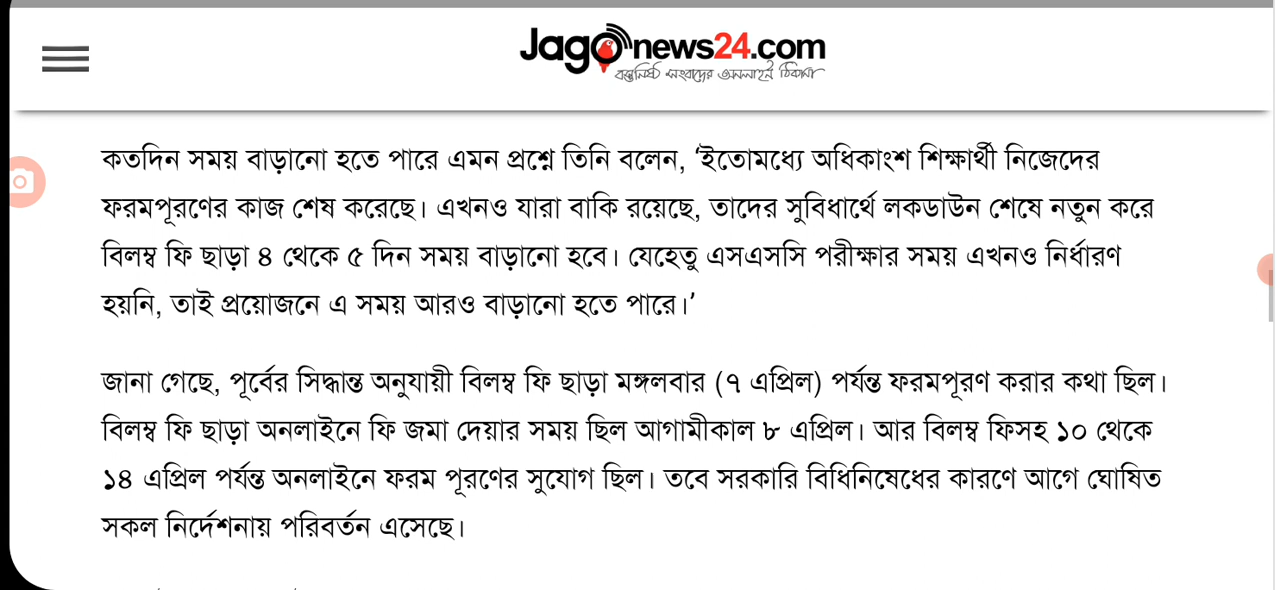 Jagonews24.com
বস্তুনিষ্ঠ সংবাদের অনলাইন ঠিকানা
কতদিন সময় বাড়ানো হতে পারে এমন প্রশ্নে তিনি বলেন, ‘ইতোমধ্যে অধিকাংশ শিক্ষার্থী নিজেদের
ফরমপূরণের কাজ শেষ করেছে। এখনও যারা বাকি রয়েছে, তাদের সুবিধার্থে লকডাউন শেষে নতুন করে
বিলম্ব ফি ছাড়া ৪ থেকে ৫ দিন সময় বাড়ানো হবে। যেহেতু এসএসসি পরীক্ষার সময় এখনও নির্ধারণ
হয়নি, তাই প্রয়োজনে এ সময় আরও বাড়ানো হতে পারে।’
জানা গেছে, পূর্বের সিদ্ধান্ত অনুযায়ী বিলম্ব ফি ছাড়া মঙ্গলবার (৭ এপ্রিল) পর্যন্ত ফরমপূরণ করার কথা ছিল।
বিলম্ব ফি ছাড়া অনলাইনে ফি জমা দেয়ার সময় ছিল আগামীকাল ৮ এপ্রিল। আর বিলম্ব ফিসহ ১০ থেকে
১৪ এপ্রিল পর্যন্ত অনলাইনে ফরম পূরণের সুযোগ ছিল। তবে সরকারি বিধিনিষেধের কারণে আগে ঘোষিত
সকল নির্দেশনায় পরিবর্তন এসেছে।